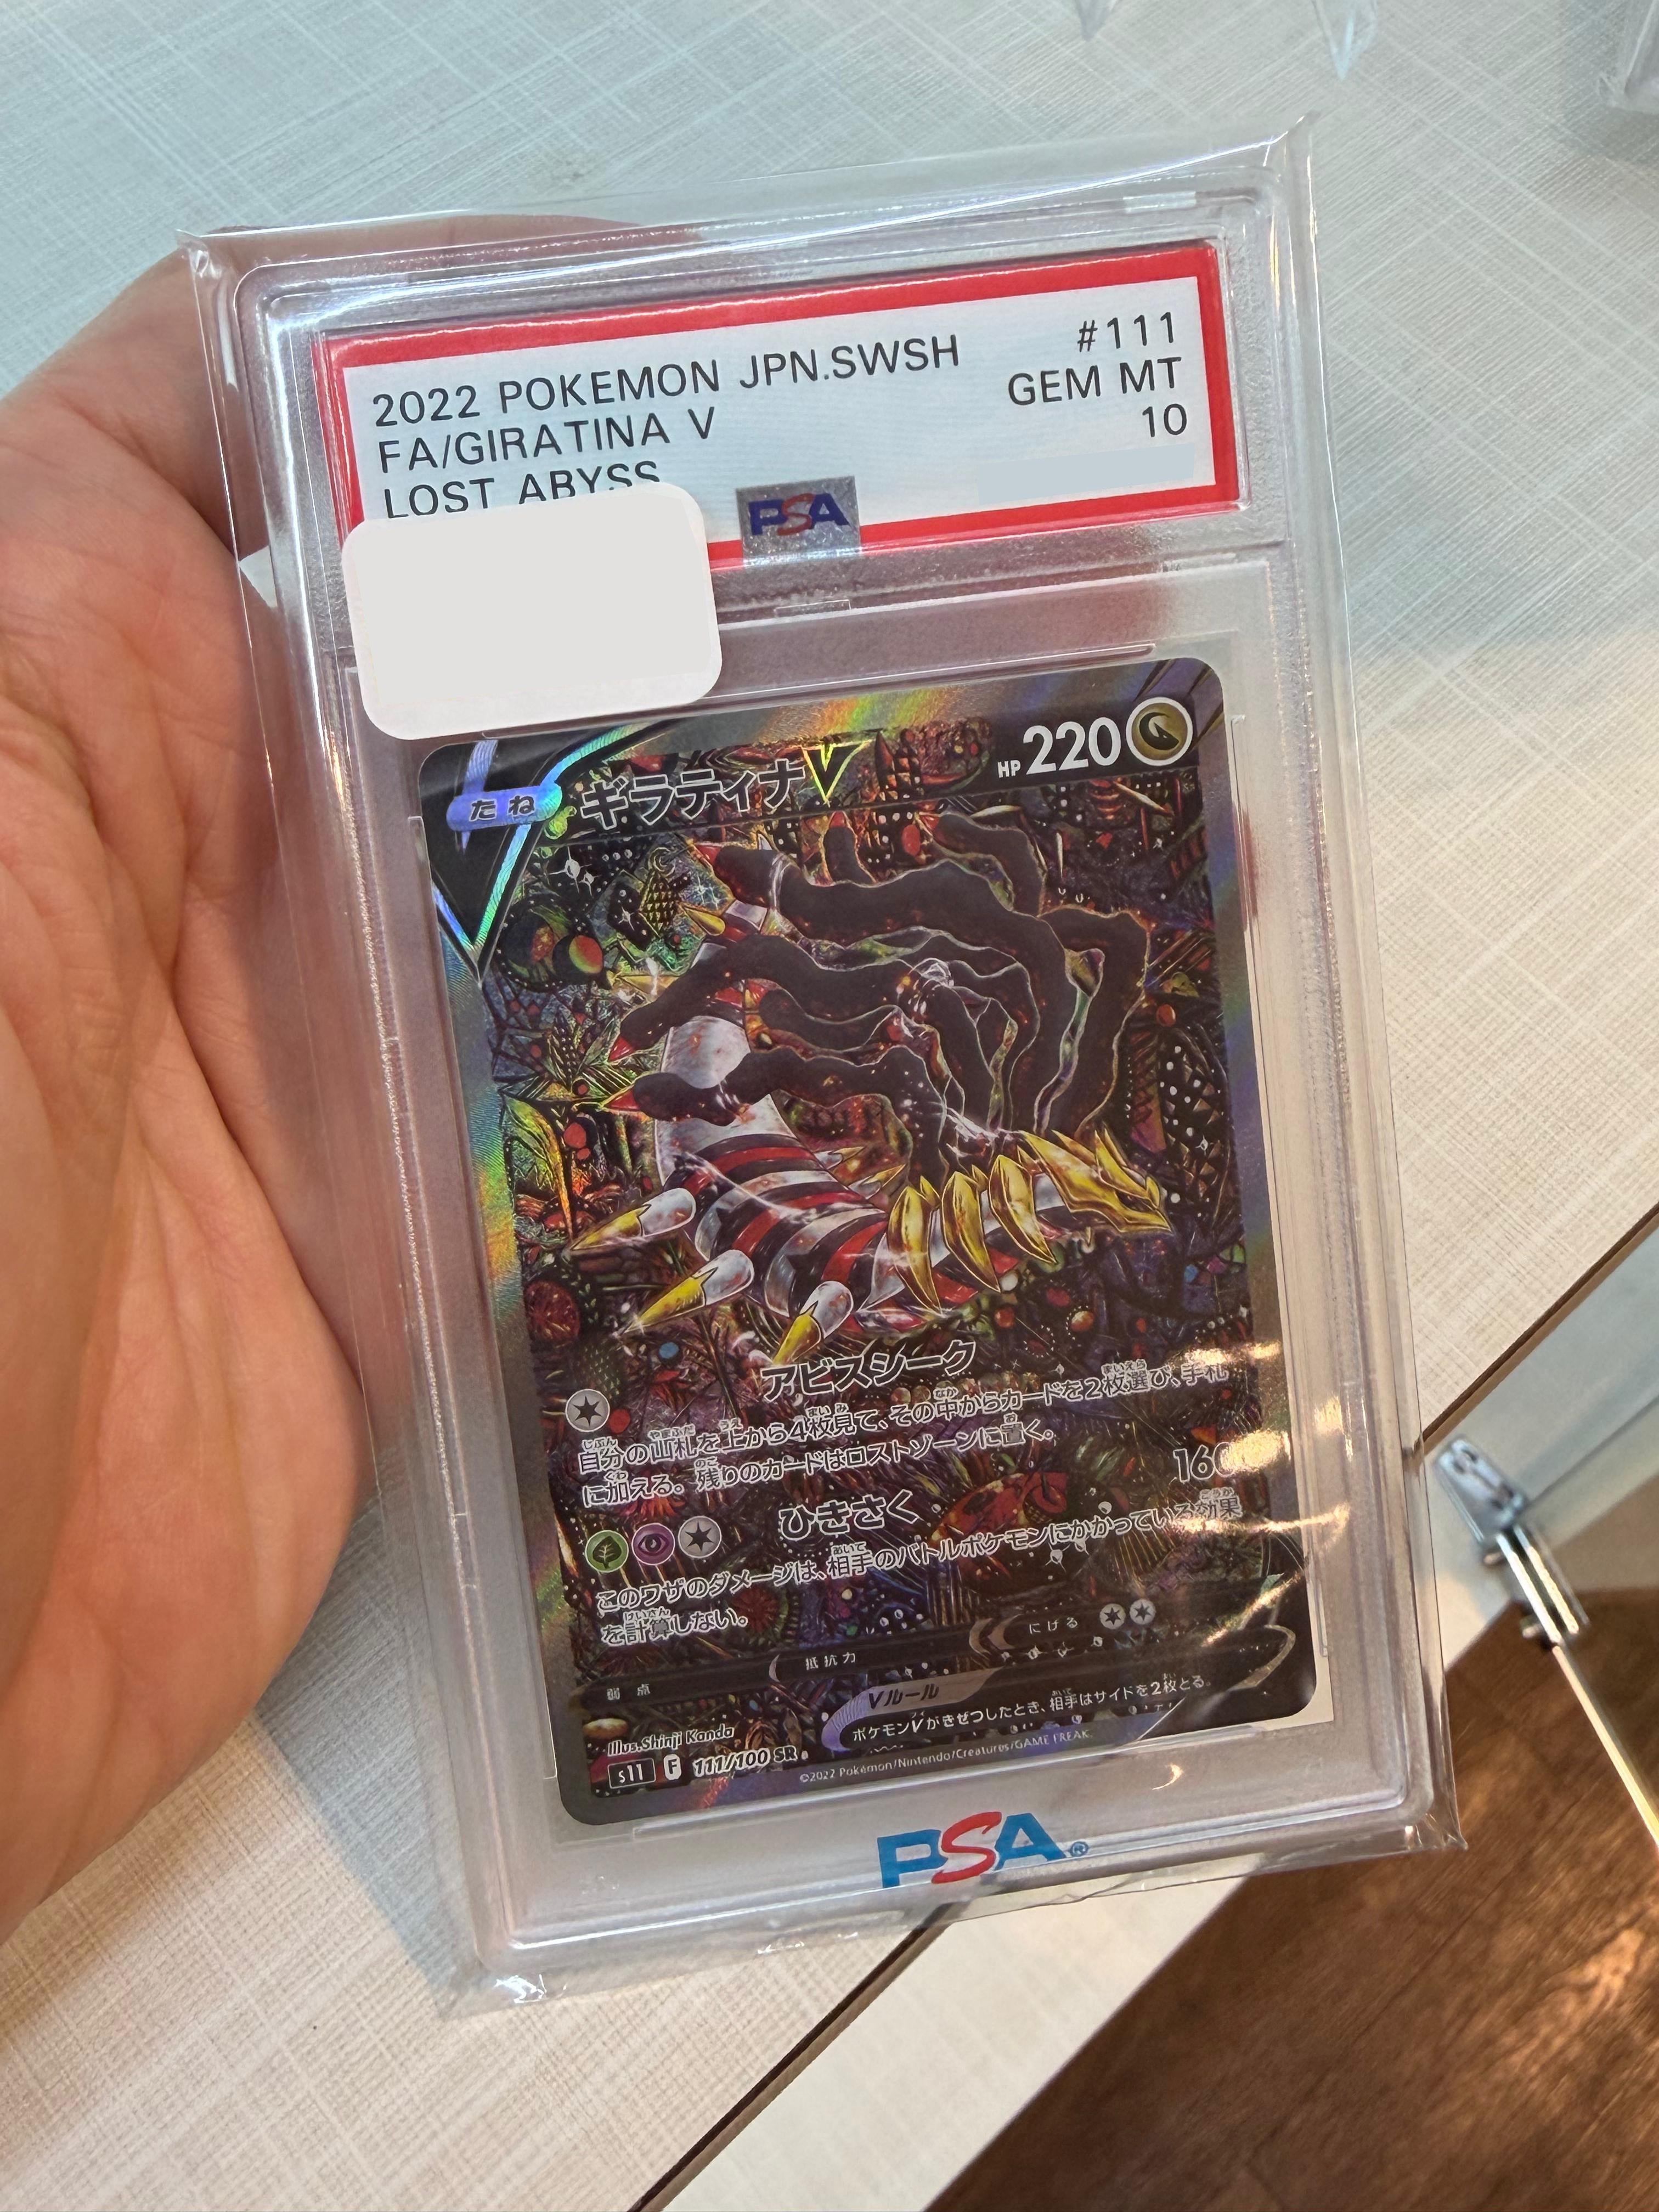 2022 POKEMON JPN.SWSH #111
FA/GIRATINA V GEM MT
LOST ABYSS 10
PSA
たね ギラティナV HP 220
アビスシーク
自分の山札を上から4枚見て、その中からカードを2枚選び、手札
に加える。残りのカードはロストゾーンに置く。
ひきさく 160
このワザのダメージは、相手のバトルポケモンにかかっている効果
を計算しない。
弱点 抵抗力 にげる
Vルール
ポケモンVがきぜつしたとき、相手はサイドを2枚とる。
Illus.Shinji Kanda
s11 F 111/100 SR
©2022 Pokémon/Nintendo/Creatures/GAME FREAK
PSA®